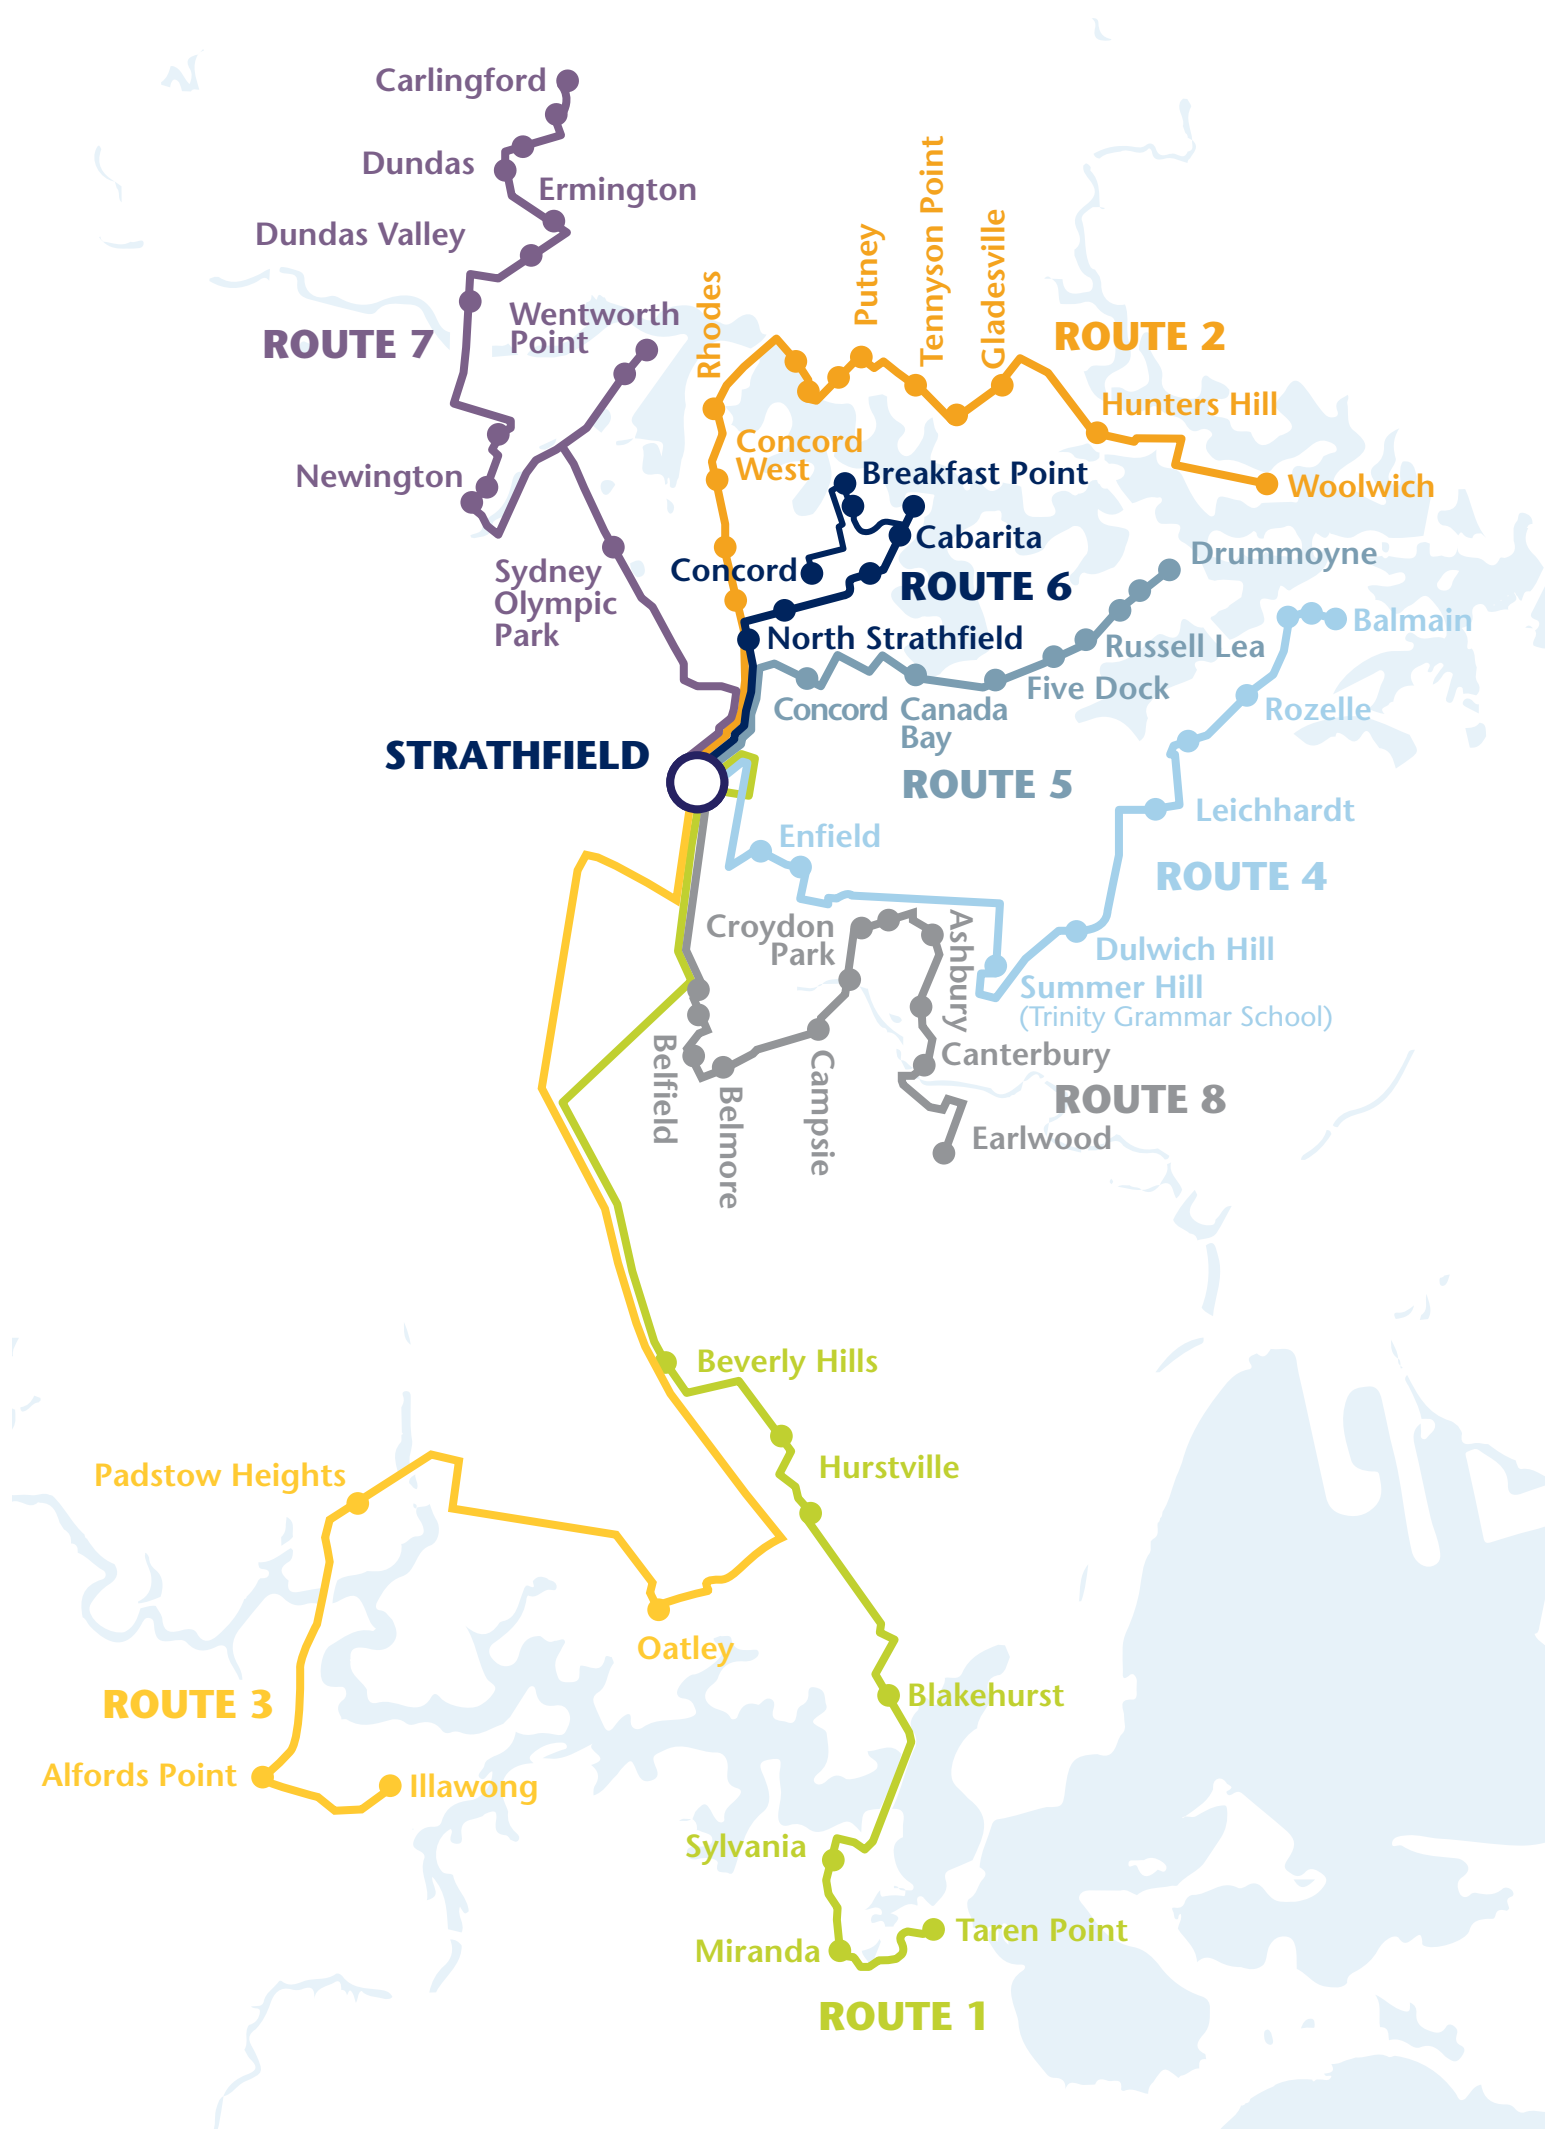 Carlingford
Dundas
Ermington
Dundas Valley
Wentworth
Point
ROUTE 7
Newington
Sydney
Olympic
Park
Rhodes
Putney
Tennyson Point
Gladesville
ROUTE 2
Hunters Hill
Woolwich
Concord
West
Breakfast Point
Cabarita
Concord
ROUTE 6
North Strathfield
Drummoyne
Russell Lea
Five Dock
Concord
Canada
Bay
ROUTE 5
Balmain
Rozelle
STRATHFIELD
Leichhardt
Enfield
ROUTE 4
Dulwich Hill
Summer Hill
(Trinity Grammar School)
Croydon
Park
Ashbury
Canterbury
Belfield
Belmore
Campsie
ROUTE 8
Earlwood
Beverly Hills
Hurstville
Padstow Heights
Oatley
ROUTE 3
Alfords Point
Illawong
Blakehurst
Sylvania
Miranda
Taren Point
ROUTE 1